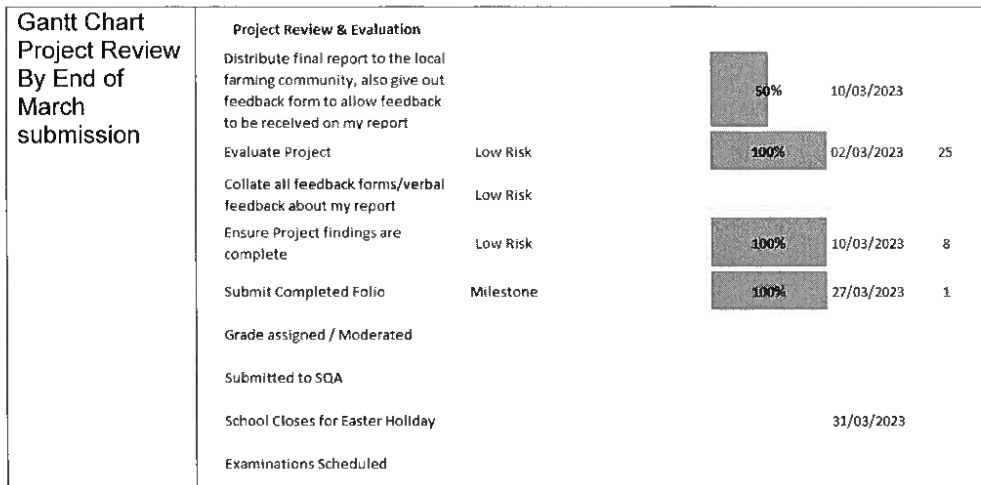 Gantt Chart
Project Review
By End of
March
submission
Project Review & Evaluation
Distribute final report to the local
farming community, also give out
feedback form to allow feedback
to be received on my report
50% 10/03/2023
Evaluate Project Low Risk 100% 02/03/2023 25
Collate all feedback forms/verbal
feedback about my report
Low Risk
Ensure Project findings are
complete
Low Risk 100% 10/03/2023 8
Submit Completed Folio Milestone 100% 27/03/2023 1
Grade assigned / Moderated
Submitted to SQA
School Closes for Easter Holiday 31/03/2023
Examinations Scheduled